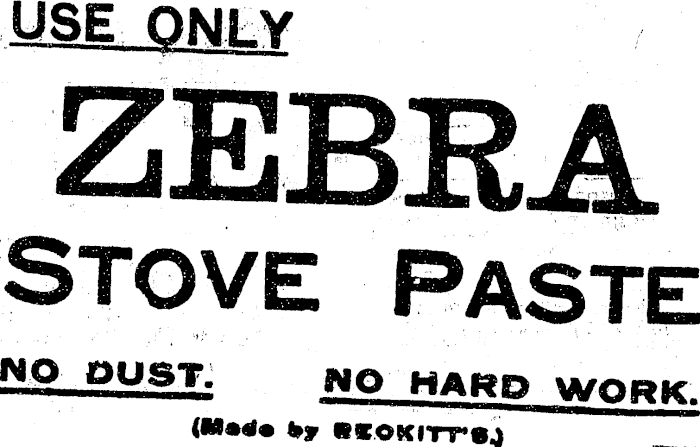 USE ONLY
ZEBRA
STOVE PASTE
NO DUST. NO HARD WORK.
(Made by RECKITT'S.)